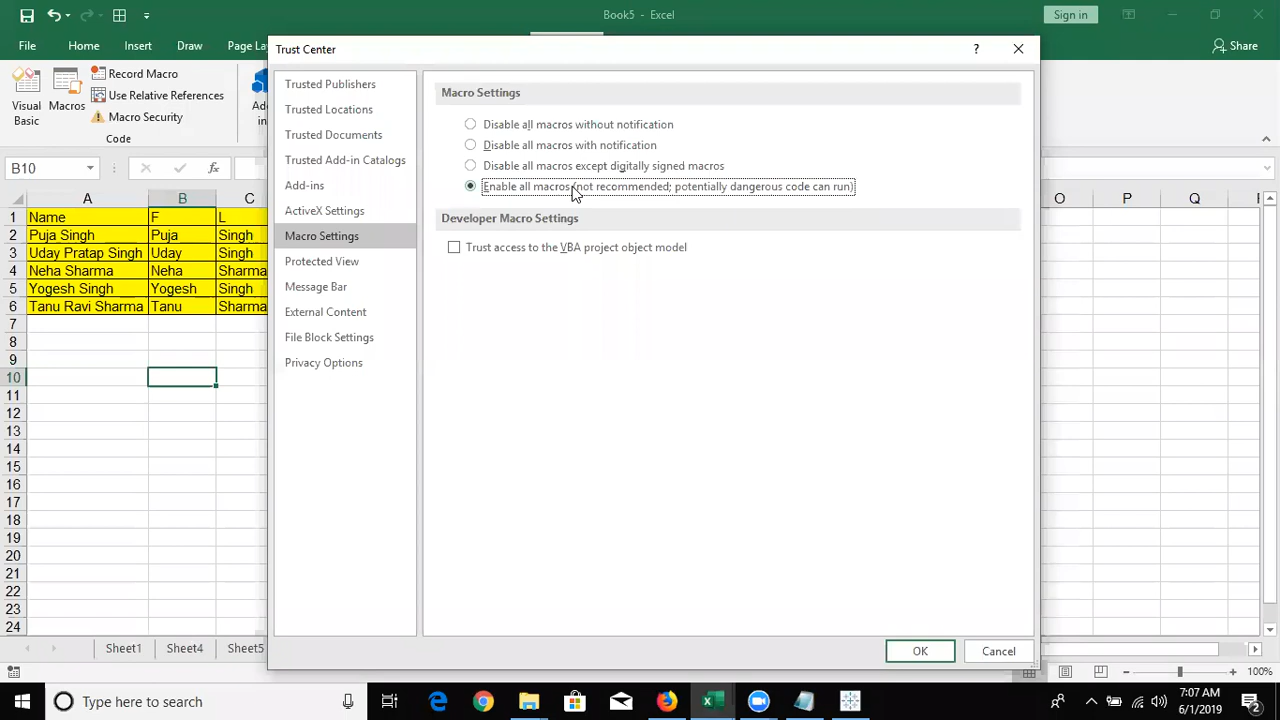 Book5 - Excel
Sign in
File
Home
Insert
Draw
Page Lay
Share
Trust Center
?
Visual Basic
Macros
Record Macro
Use Relative References
Macro Security
Code
Ad
in
B10
fx
Trusted Publishers
Trusted Locations
Trusted Documents
Trusted Add-in Catalogs
Add-ins
ActiveX Settings
Macro Settings
Protected View
Message Bar
External Content
File Block Settings
Privacy Options
Macro Settings
Disable all macros without notification
Disable all macros with notification
Disable all macros except digitally signed macros
Enable all macros (not recommended; potentially dangerous code can run)
Developer Macro Settings
Trust access to the VBA project object model
OK
Cancel
A B C O P Q
1 Name F L
2 Puja Singh Puja Singh
3 Uday Pratap Singh Uday Singh
4 Neha Sharma Neha Sharma
5 Yogesh Singh Yogesh Singh
6 Tanu Ravi Sharma Tanu Sharma
7
8
9
10
11
12
13
14
15
16
17
18
19
20
21
22
23
24
Sheet1
Sheet4
Sheet5
100%
Type here to search
7:07 AM
6/1/2019
2